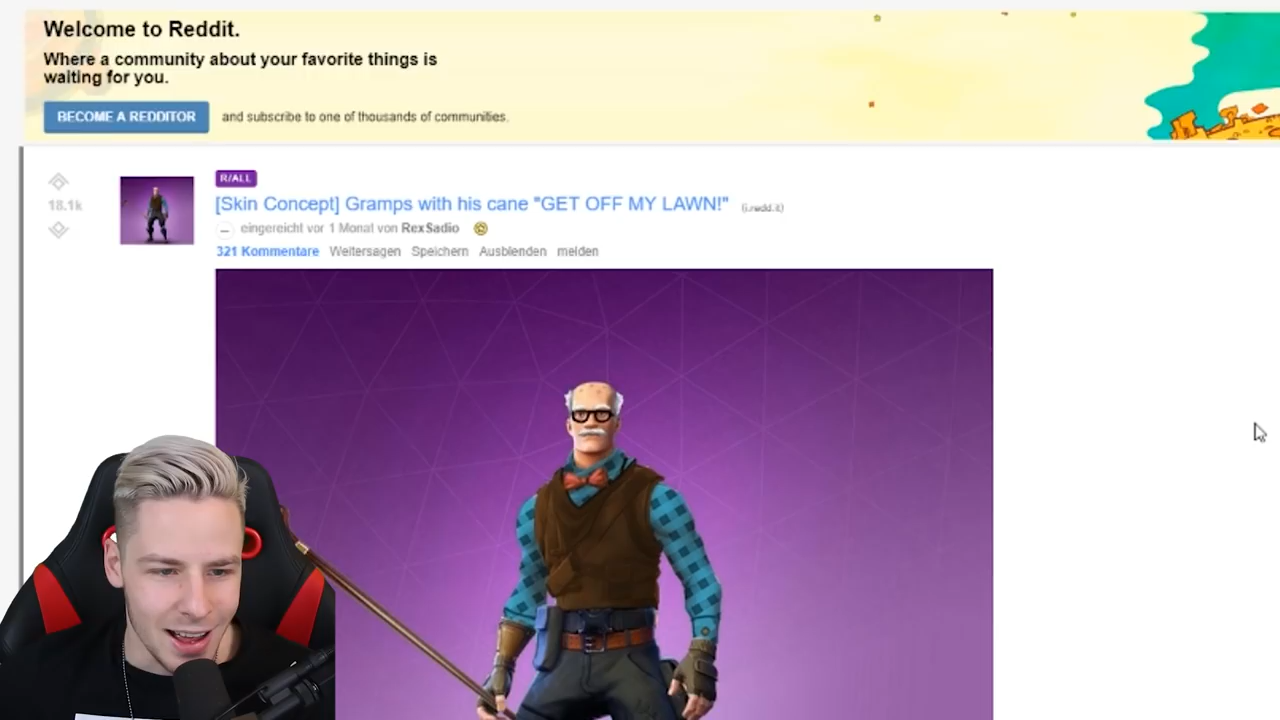 Welcome to Reddit.
Where a community about your favorite things is
waiting for you.
BECOME A REDDITOR and subscribe to one of thousands of communities.
R/ALL
18.1k
[Skin Concept] Gramps with his cane "GET OFF MY LAWN!" (i.redd.it)
eingereicht vor 1 Monat von RexSadio
321 Kommentare Weitersagen Speichern Ausblenden melden